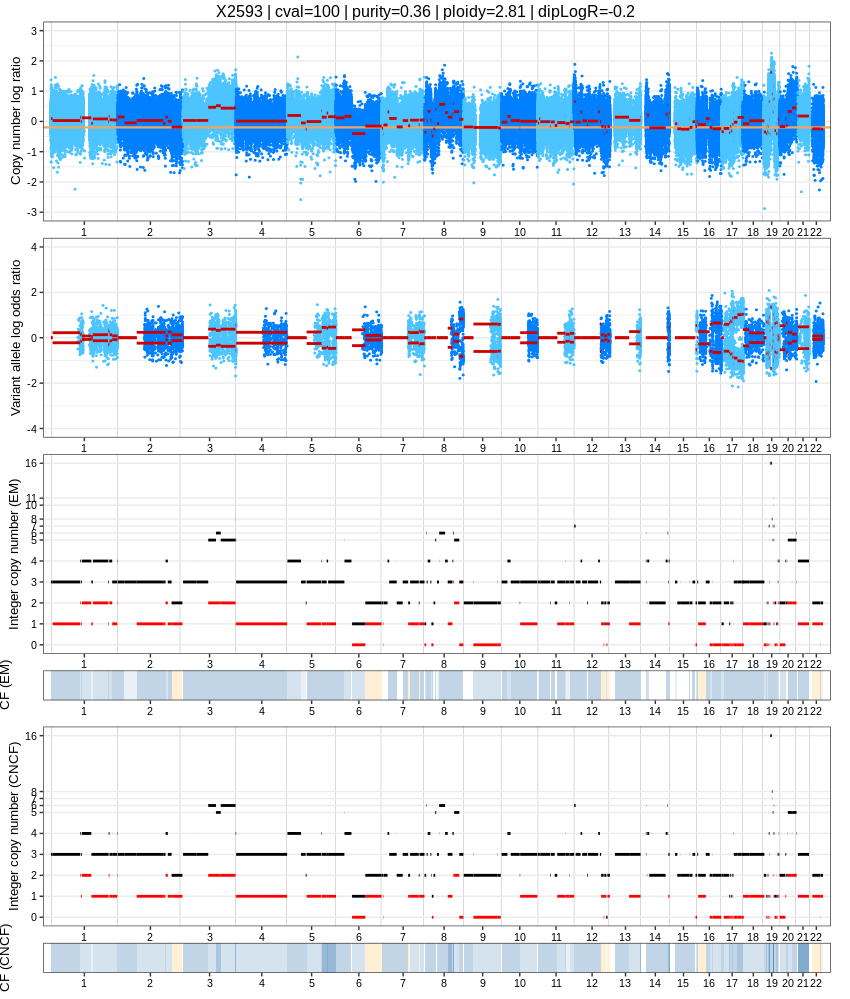 X2593 | cval=100 | purity=0.36 | ploidy=2.81 | dipLogR=-0.2
Copy number log ratio
3
2
1
0
-1
-2
-3
1 2 3 4 5 6 7 8 9 10 11 12 13 14 15 16 17 18 19 20 21 22
Variant allele log odds ratio
4
2
0
-2
-4
1 2 3 4 5 6 7 8 9 10 11 12 13 14 15 16 17 18 19 20 21 22
Integer copy number (EM)
16
11
10
8
7
6
5
4
3
2
1
0
1 2 3 4 5 6 7 8 9 10 11 12 13 14 15 16 17 18 19 20 21 22
CF (EM)
1 2 3 4 5 6 7 8 9 10 11 12 13 14 15 16 17 18 19 20 21 22
Integer copy number (CNCF)
16
8
7
6
5
4
3
2
1
0
1 2 3 4 5 6 7 8 9 10 11 12 13 14 15 16 17 18 19 20 21 22
CF (CNCF)
1 2 3 4 5 6 7 8 9 10 11 12 13 14 15 16 17 18 19 20 21 22